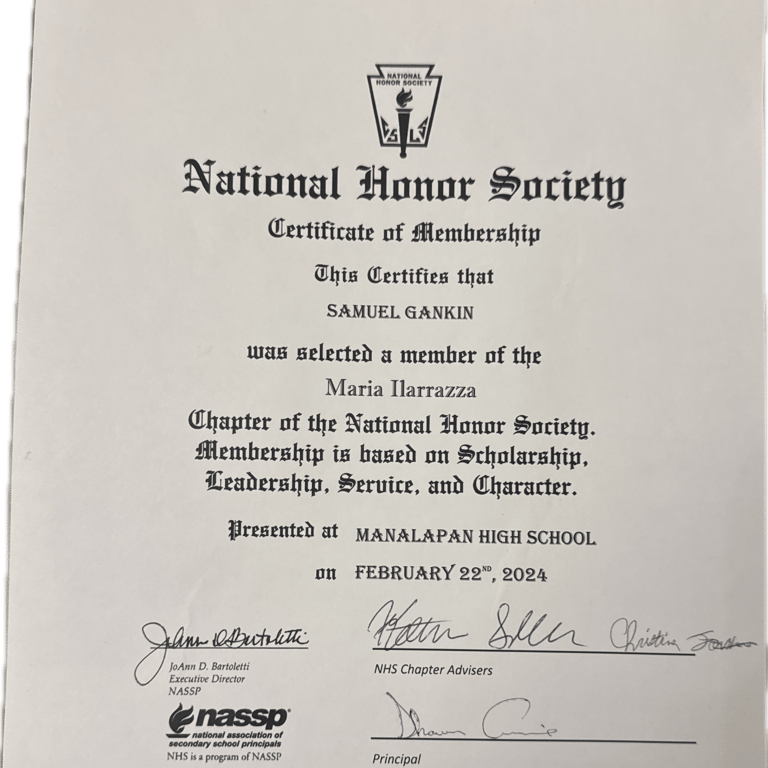 NATIONAL
HONOR SOCIETY
C S L S
National Honor Society
Certificate of Membership
This Certifies that
SAMUEL GANKIN
was selected a member of the
Maria Ilarrazza
Chapter of the National Honor Society.
Membership is based on Scholarship,
Leadership, Service, and Character.
Presented at MANALAPAN HIGH SCHOOL
on FEBRUARY 22ND, 2024
JoAnn D. Bartoletti
Christina
JoAnn D. Bartoletti
Executive Director
NASSP
NHS Chapter Advisers
nassp
national association of
secondary school principals
NHS is a program of NASSP
Principal